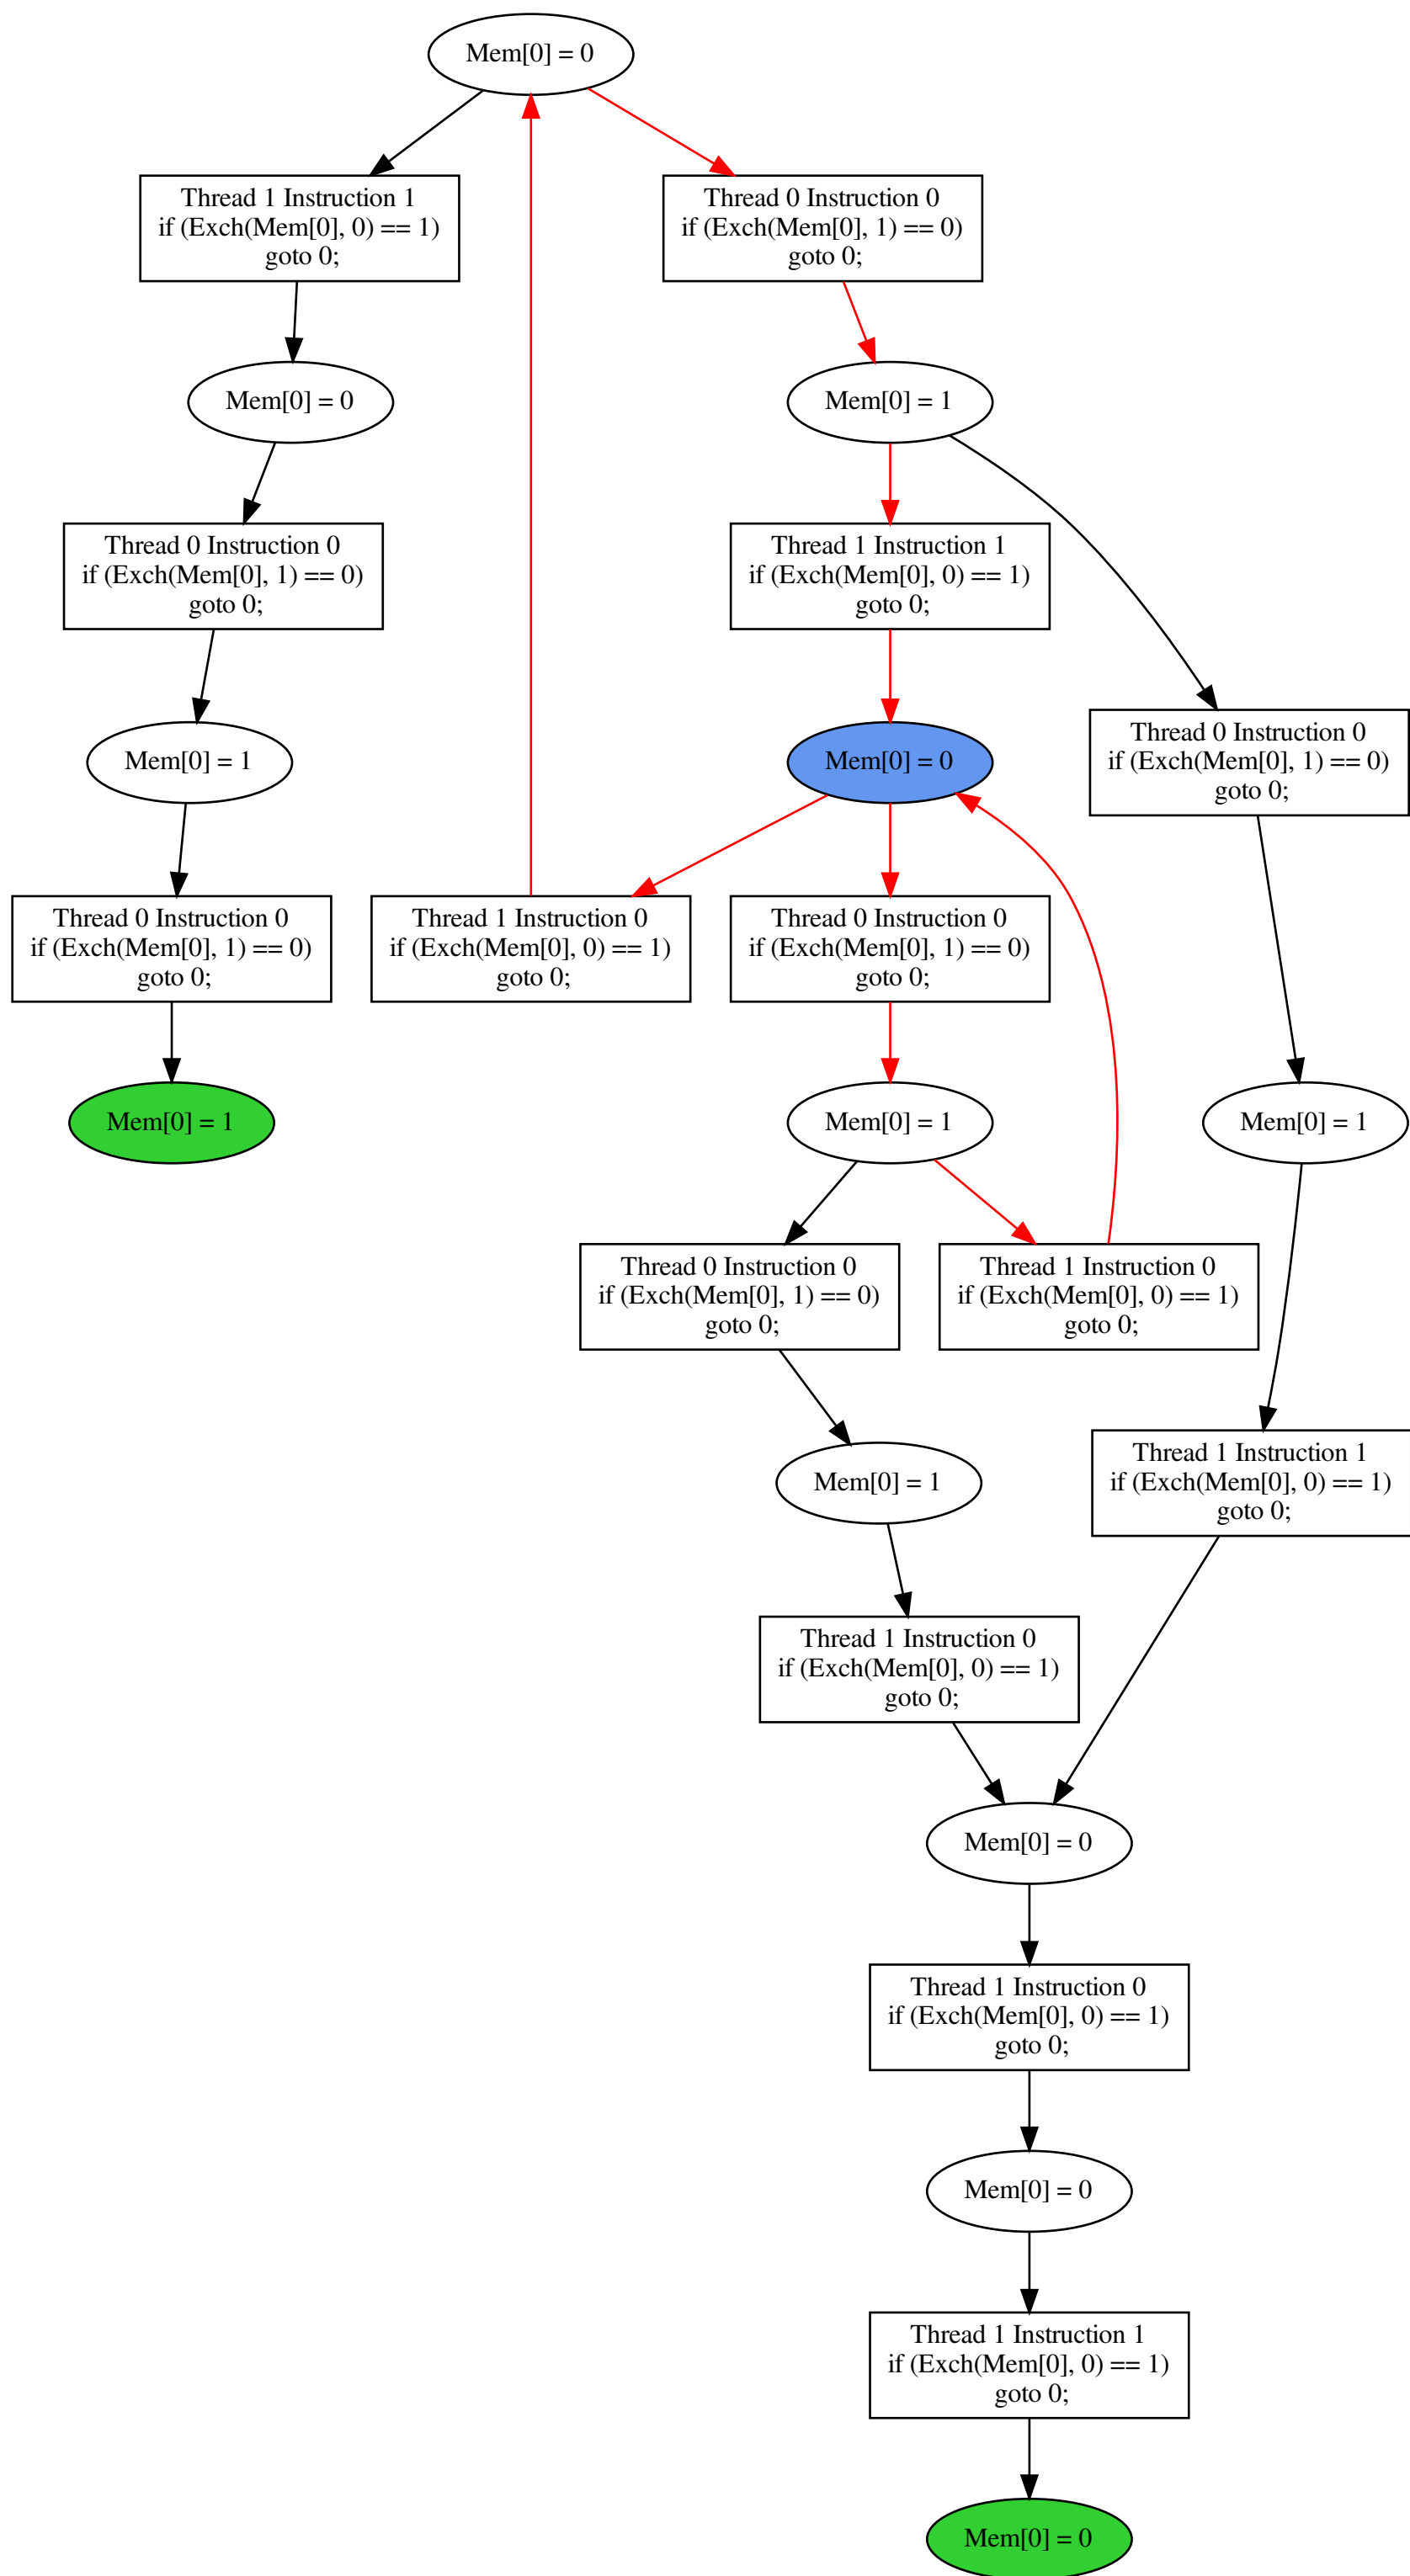 Mem[0] = 0
Thread 1 Instruction 1
if (Exch(Mem[0], 0) == 1)
goto 0;
Thread 0 Instruction 0
if (Exch(Mem[0], 1) == 0)
goto 0;
Mem[0] = 0
Mem[0] = 1
Thread 0 Instruction 0
if (Exch(Mem[0], 1) == 0)
goto 0;
Thread 1 Instruction 1
if (Exch(Mem[0], 0) == 1)
goto 0;
Mem[0] = 1
Mem[0] = 0
Thread 0 Instruction 0
if (Exch(Mem[0], 1) == 0)
goto 0;
Thread 0 Instruction 0
if (Exch(Mem[0], 1) == 0)
goto 0;
Thread 1 Instruction 0
if (Exch(Mem[0], 0) == 1)
goto 0;
Thread 0 Instruction 0
if (Exch(Mem[0], 1) == 0)
goto 0;
Mem[0] = 1
Mem[0] = 1
Mem[0] = 1
Thread 0 Instruction 0
if (Exch(Mem[0], 1) == 0)
goto 0;
Thread 1 Instruction 0
if (Exch(Mem[0], 0) == 1)
goto 0;
Mem[0] = 1
Thread 1 Instruction 1
if (Exch(Mem[0], 0) == 1)
goto 0;
Thread 1 Instruction 0
if (Exch(Mem[0], 0) == 1)
goto 0;
Mem[0] = 0
Thread 1 Instruction 0
if (Exch(Mem[0], 0) == 1)
goto 0;
Mem[0] = 0
Thread 1 Instruction 1
if (Exch(Mem[0], 0) == 1)
goto 0;
Mem[0] = 0